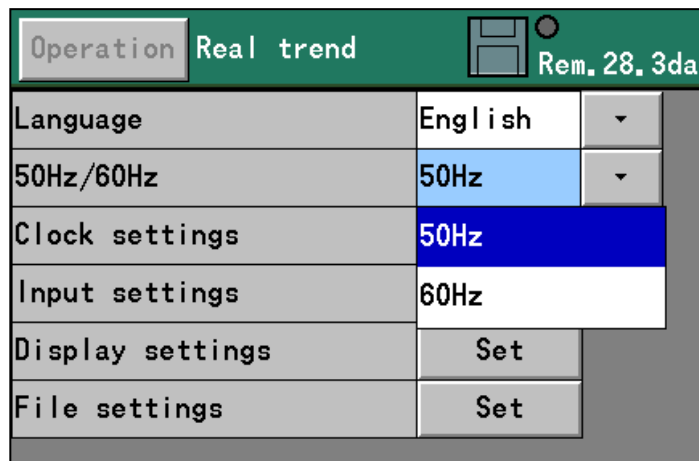 Operation Real trend
Rem.28.3da
Language English
50Hz/60Hz 50Hz
Clock settings 50Hz
Input settings 60Hz
Display settings Set
File settings Set